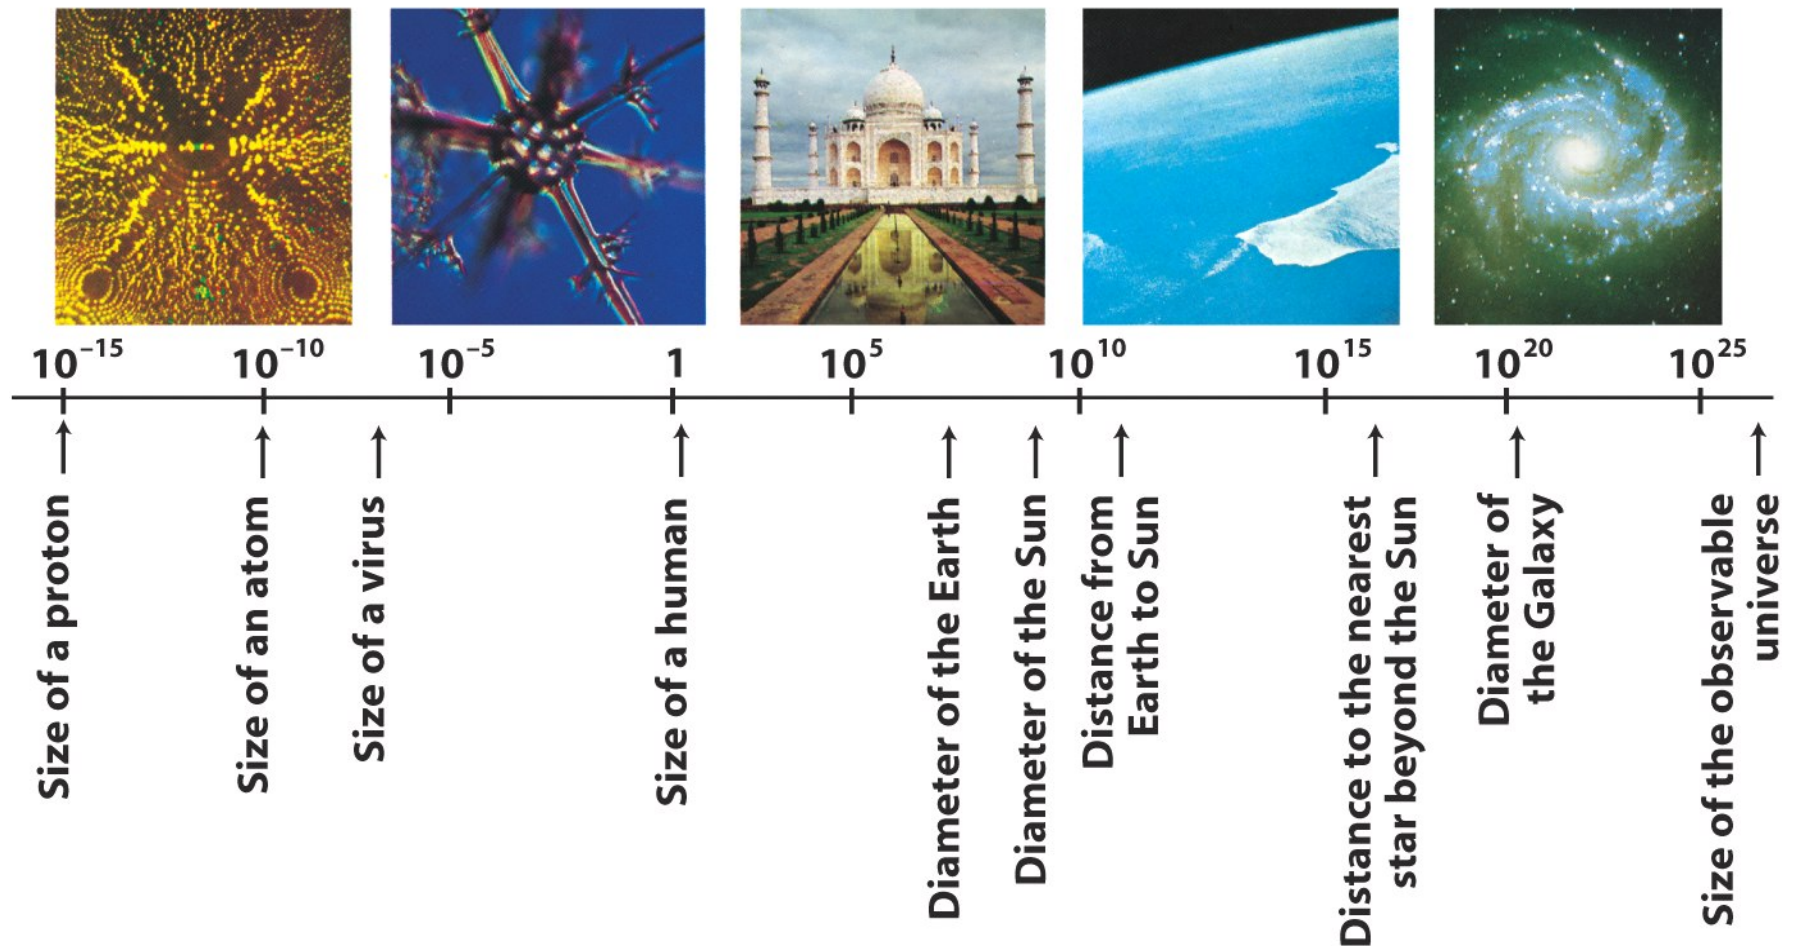 10⁻¹⁵
10⁻¹⁰
10⁻⁵
1
10⁵
10¹⁰
10¹⁵
10²⁰
10²⁵
Size of a proton
Size of an atom
Size of a virus
Size of a human
Diameter of the Earth
Diameter of the Sun
Distance from
Earth to Sun
Distance to the nearest
star beyond the Sun
Diameter of
the Galaxy
Size of the observable
universe